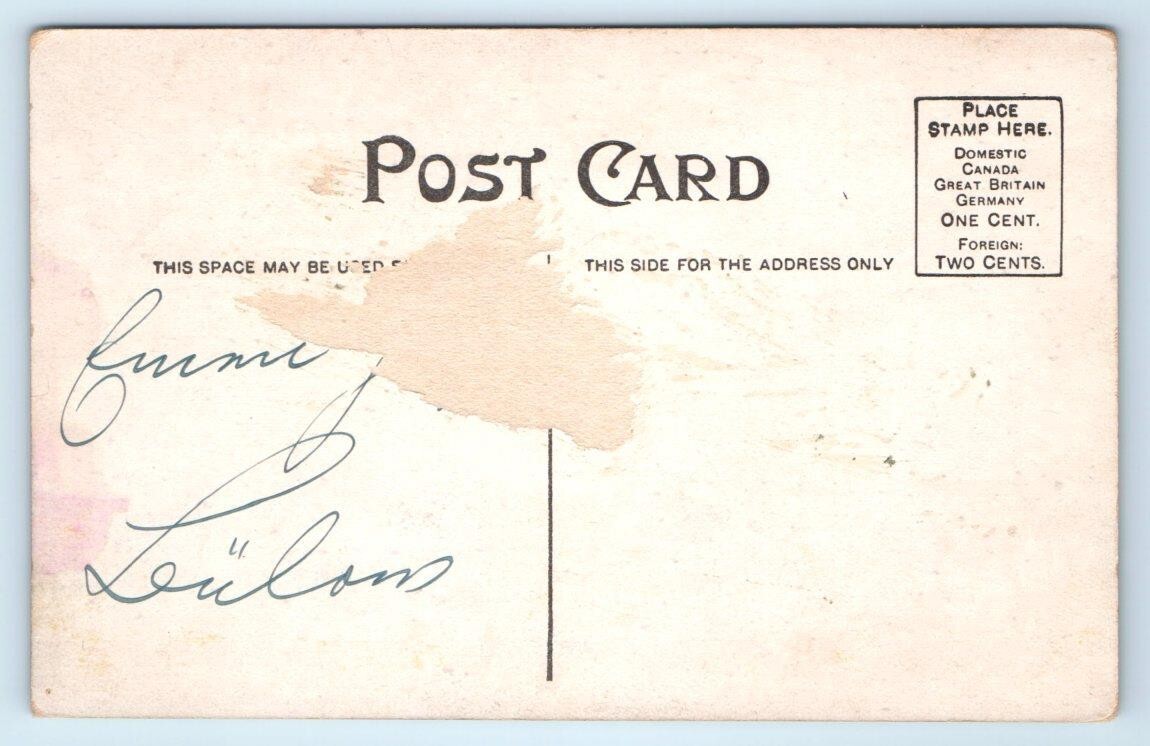 POST CARD
PLACE
STAMP HERE.
DOMESTIC
CANADA
GREAT BRITAIN
GERMANY
ONE CENT.
FOREIGN:
TWO CENTS.
THIS SPACE MAY BE USED
THIS SIDE FOR THE ADDRESS ONLY